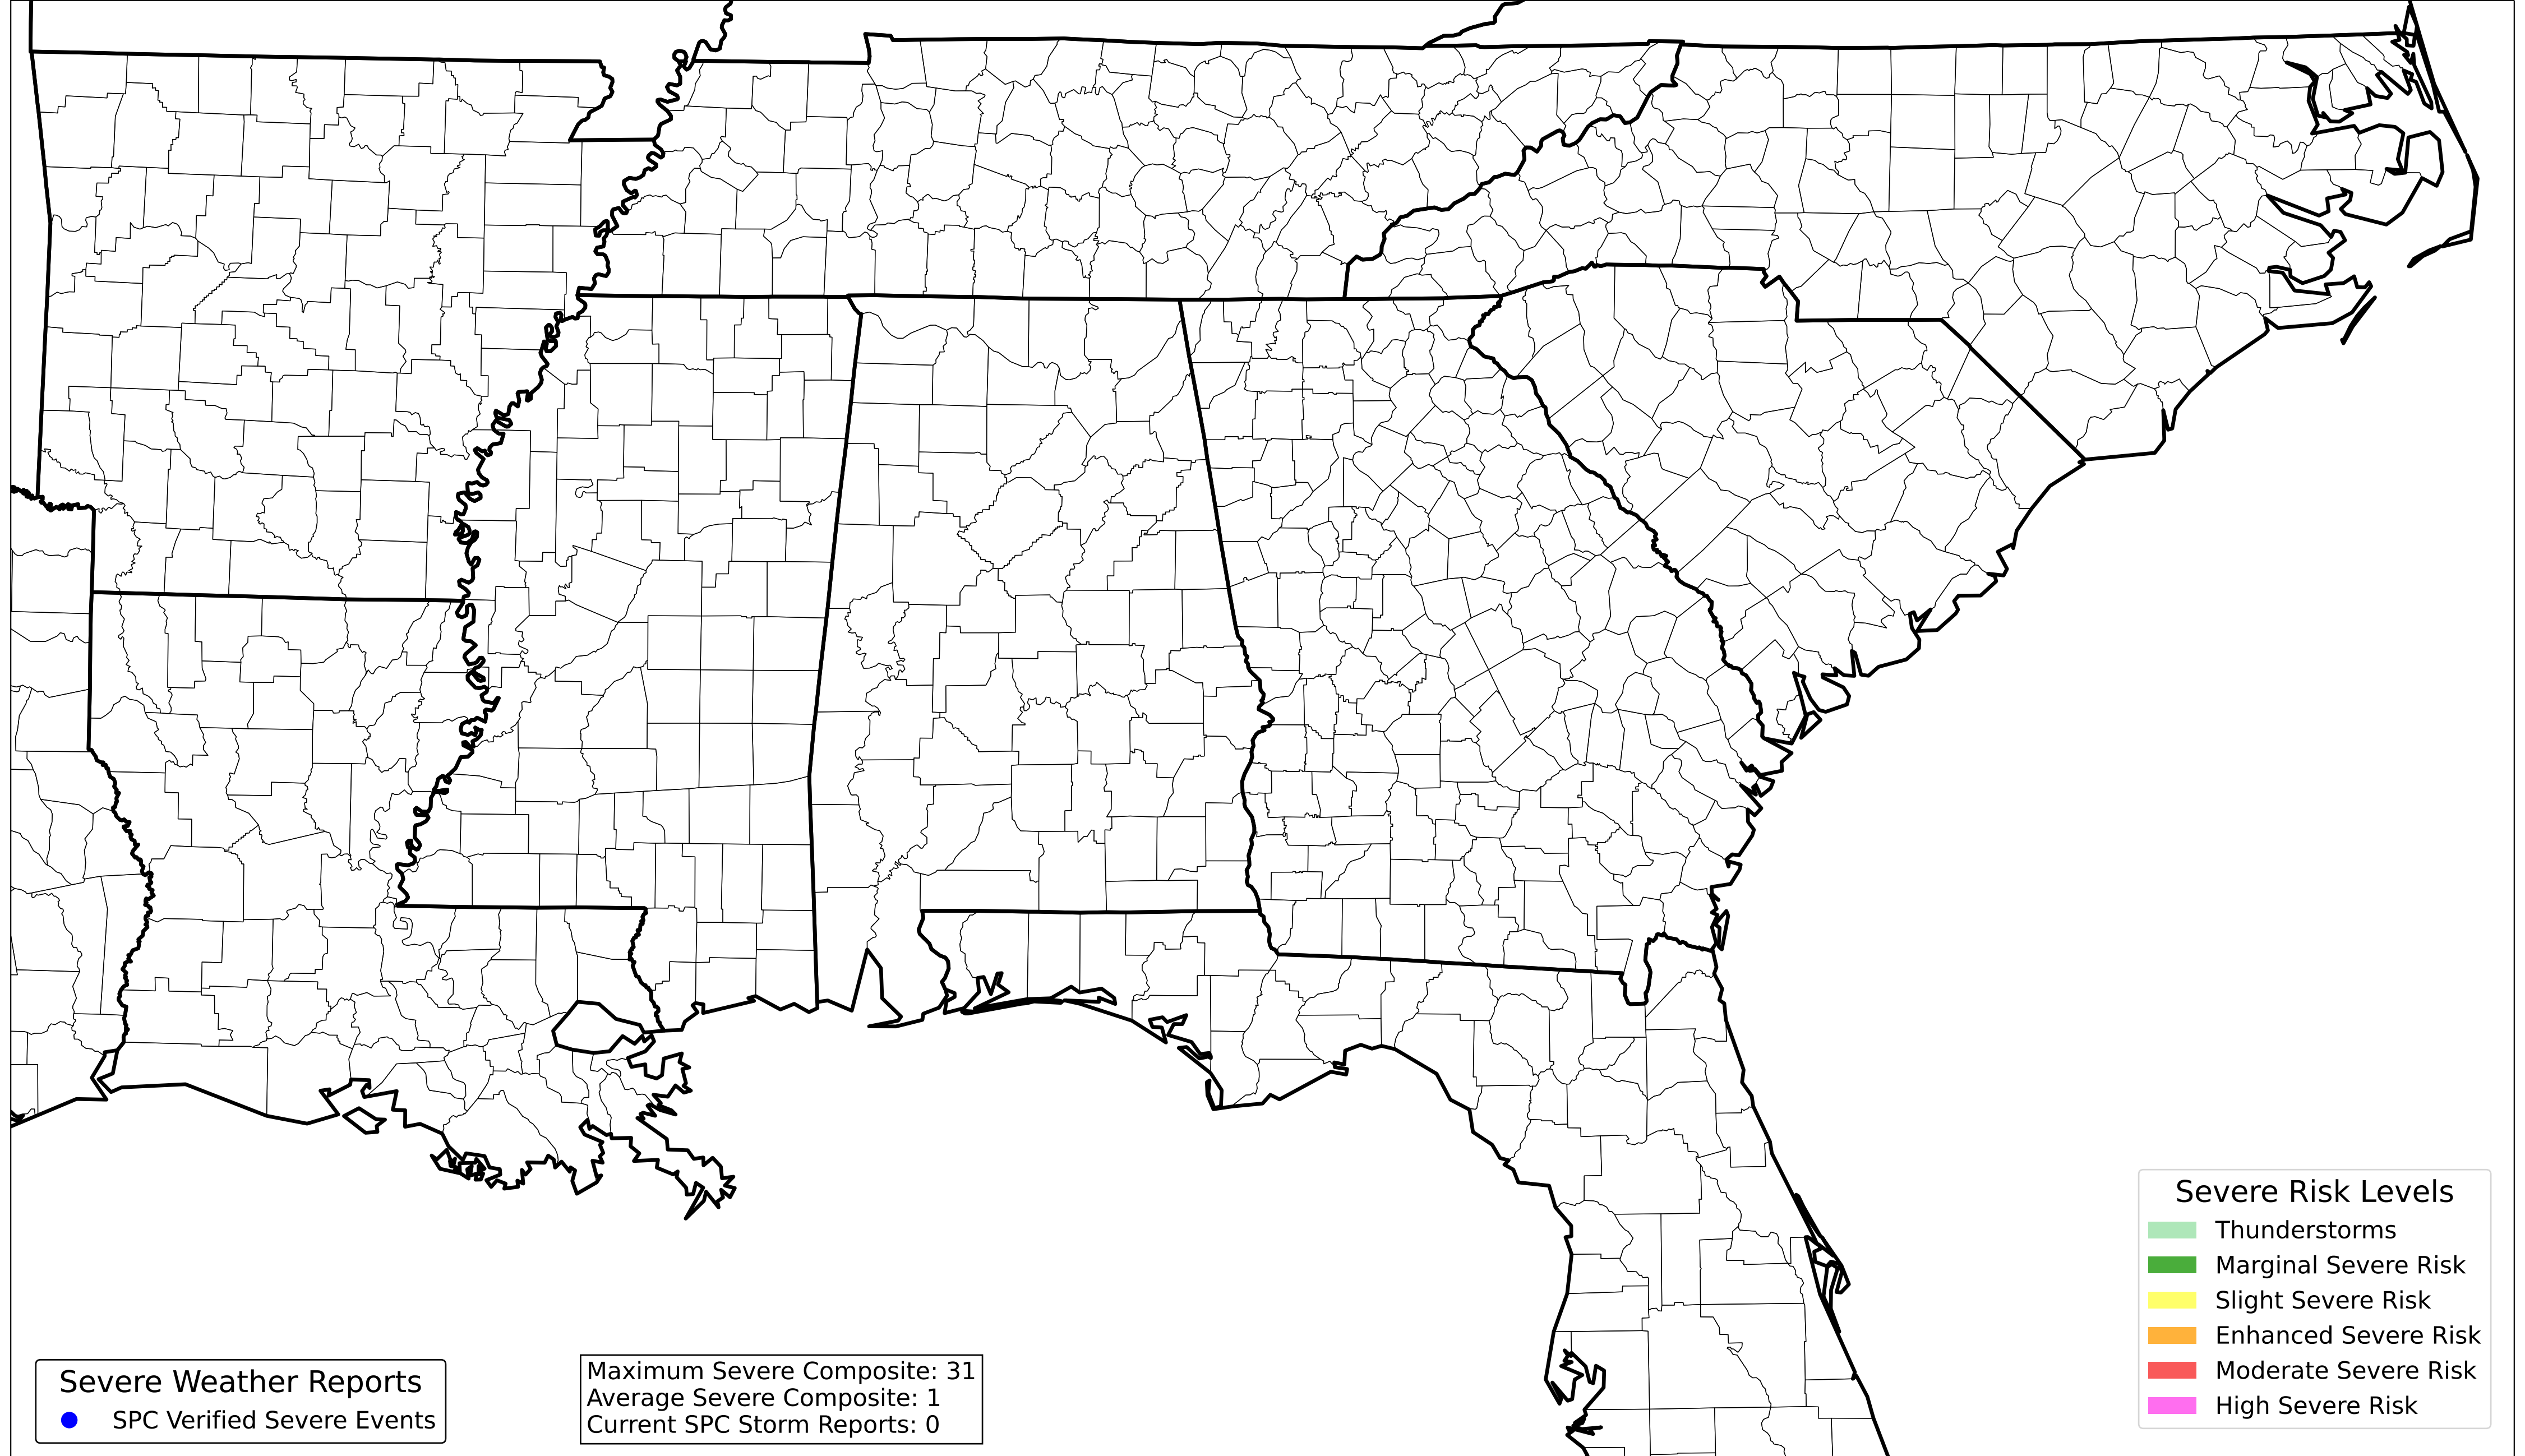 Severe Risk Levels
Thunderstorms
Marginal Severe Risk
Slight Severe Risk
Enhanced Severe Risk
Moderate Severe Risk
High Severe Risk
Severe Weather Reports
SPC Verified Severe Events
Maximum Severe Composite: 31
Average Severe Composite: 1
Current SPC Storm Reports: 0